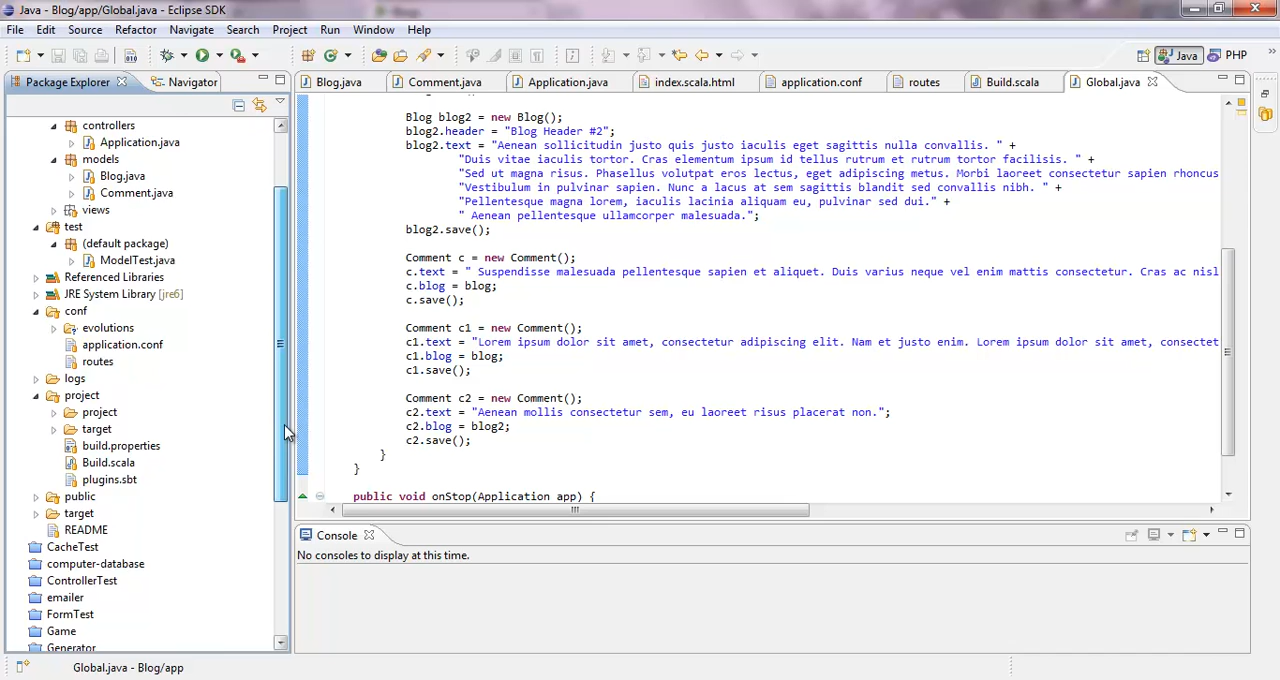 Java - Blog/app/Global.java - Eclipse SDK
File Edit Source Refactor Navigate Search Project Run Window Help
Java PHP
Package Explorer Navigator
Blog.java Comment.java Application.java index.scala.html application.conf routes Build.scala Global.java
controllers
Application.java
models
Blog.java
Comment.java
views
test
(default package)
ModelTest.java
Referenced Libraries
JRE System Library [jre6]
conf
evolutions
application.conf
routes
logs
project
project
target
build.properties
Build.scala
plugins.sbt
public
target
README
CacheTest
computer-database
ControllerTest
emailer
FormTest
Game
Generator
Blog blog2 = new Blog();
blog2.header = "Blog Header #2";
blog2.text = "Aenean sollicitudin justo quis justo iaculis eget sagittis nulla convallis. " +
"Duis vitae iaculis tortor. Cras elementum ipsum id tellus rutrum et rutrum tortor facilisis. " +
"Sed ut magna risus. Phasellus volutpat eros lectus, eget adipiscing metus. Morbi laoreet consectetur sapien rhoncus
"Vestibulum in pulvinar sapien. Nunc a lacus at sem sagittis blandit sed convallis nibh. " +
"Pellentesque magna lorem, iaculis lacinia aliquam eu, pulvinar sed dui." +
" Aenean pellentesque ullamcorper malesuada.";
blog2.save();
Comment c = new Comment();
c.text = " Suspendisse malesuada pellentesque sapien et aliquet. Duis varius neque vel enim mattis consectetur. Cras ac nisl
c.blog = blog;
c.save();
Comment c1 = new Comment();
c1.text = "Lorem ipsum dolor sit amet, consectetur adipiscing elit. Nam et justo enim. Lorem ipsum dolor sit amet, consectet
c1.blog = blog;
c1.save();
Comment c2 = new Comment();
c2.text = "Aenean mollis consectetur sem, eu laoreet risus placerat non.";
c2.blog = blog2;
c2.save();
}
}
public void onStop(Application app) {
Console
No consoles to display at this time.
Global.java - Blog/app